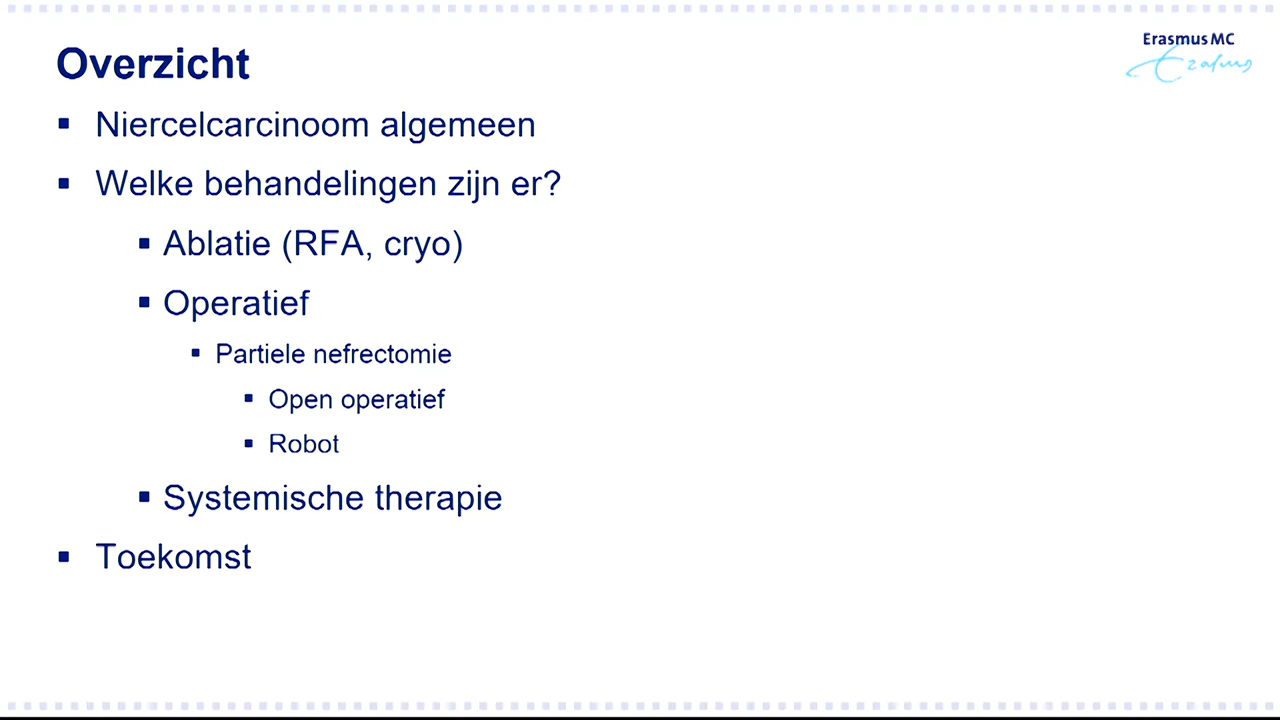 Erasmus MC
Erasmus
Overzicht
▪ Niercelcarcinoom algemeen
▪ Welke behandelingen zijn er?
▪ Ablatie (RFA, cryo)
▪ Operatief
▪ Partiele nefrectomie
▪ Open operatief
▪ Robot
▪ Systemische therapie
▪ Toekomst